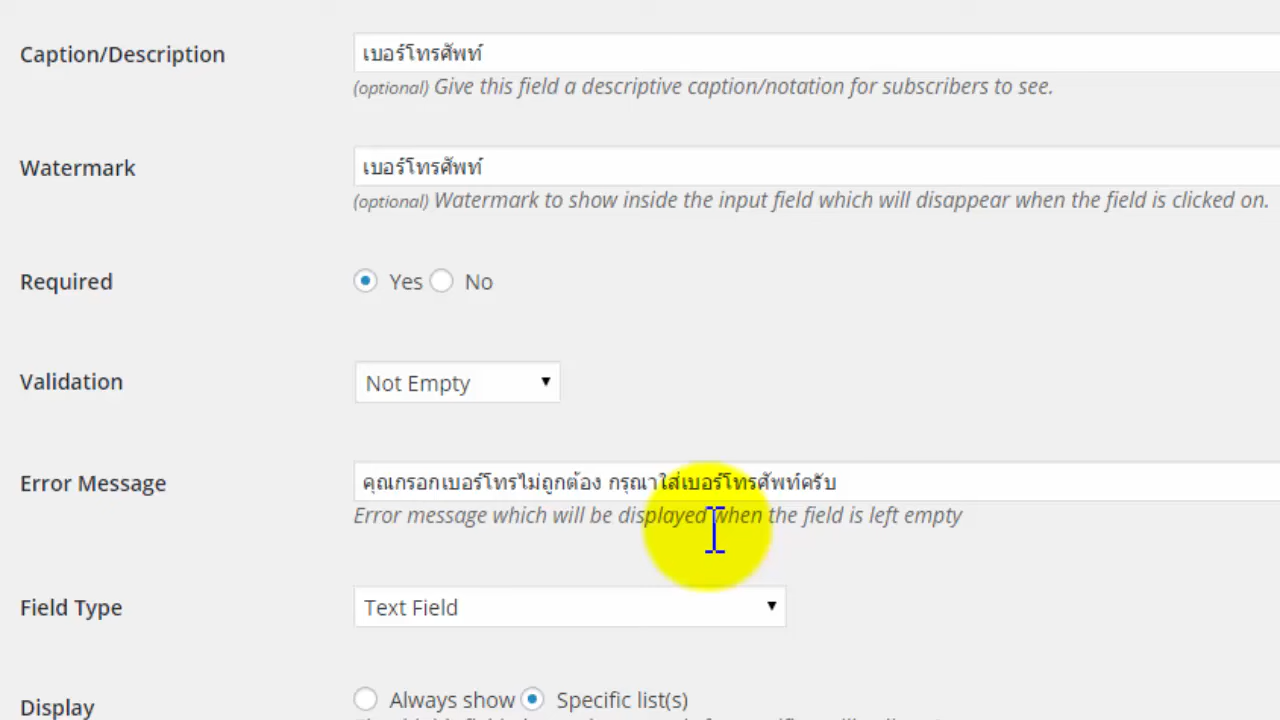 Caption/Description
เบอร์โทรศัพท์
(optional) Give this field a descriptive caption/notation for subscribers to see.
Watermark
เบอร์โทรศัพท์
(optional) Watermark to show inside the input field which will disappear when the field is clicked on.
Required
Yes No
Validation
Not Empty
Error Message
คุณกรอกเบอร์โทรไม่ถูกต้อง กรุณาใส่เบอร์โทรศัพท์ครับ
Error message which will be displayed when the field is left empty
Field Type
Text Field
Display
Always show Specific list(s)